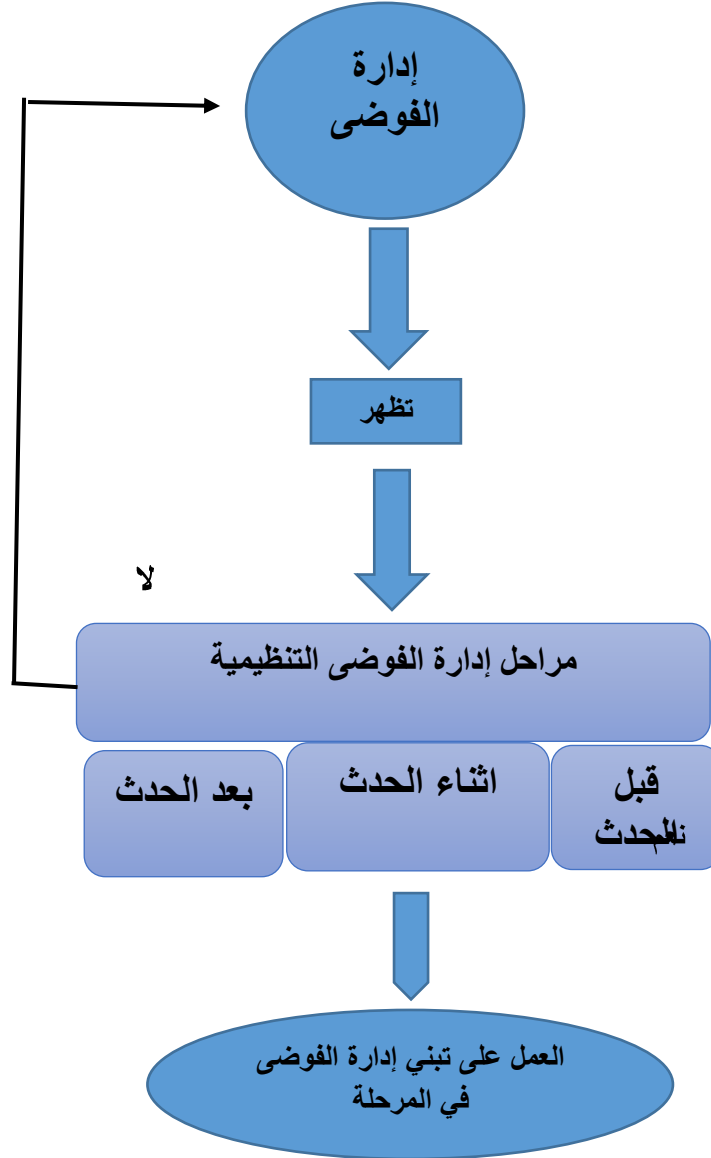 إدارة
الفوضى
تظهر
لا
مراحل إدارة الفوضى التنظيمية
قبل
الحدث
اثناء الحدث
بعد الحدث
العمل على تبني إدارة الفوضى
في المرحلة